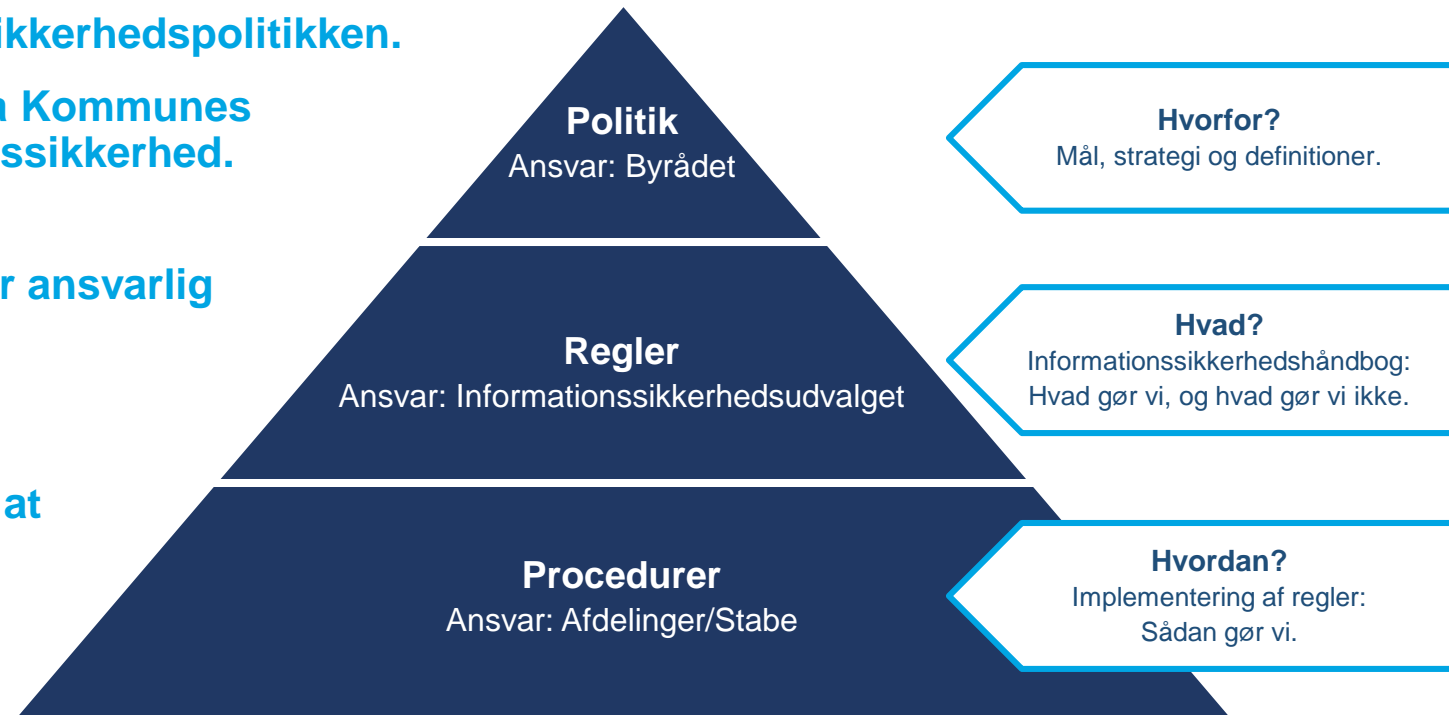 ikkerhedspolitikken.
a Kommunes
ssikkerhed.
r ansvarlig
at
Politik
Ansvar: Byrådet
Hvorfor?
Mål, strategi og definitioner.
Regler
Ansvar: Informationssikkerhedsudvalget
Hvad?
Informationssikkerhedshåndbog:
Hvad gør vi, og hvad gør vi ikke.
Procedurer
Ansvar: Afdelinger/Stabe
Hvordan?
Implementering af regler:
Sådan gør vi.